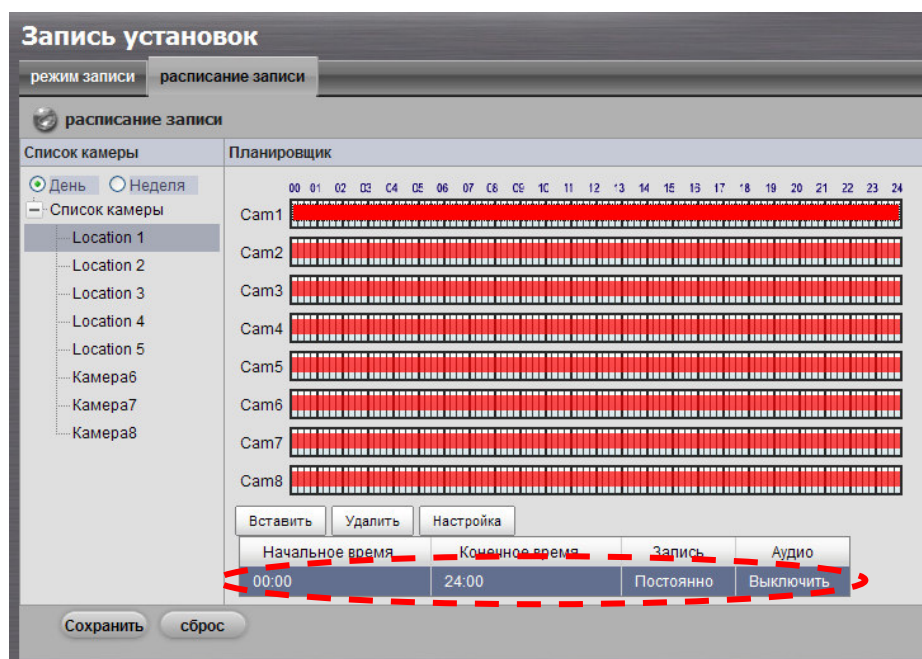 Запись установок
режим записи расписание записи
расписание записи
Список камеры Планировщик
День Неделя
00 01 02 03 04 05 06 07 08 09 10 11 12 13 14 15 16 17 18 19 20 21 22 23 24
Список камеры
Cam1
Location 1
Cam2
Location 2
Cam3
Location 3
Location 4
Cam4
Location 5
Cam5
Камера6
Камера7
Cam6
Камера8
Cam7
Cam8
Вставить Удалить Настройка
Начальное время Конечное время Запись Аудио
00:00 24:00 Постоянно Выключить
Сохранить сброс